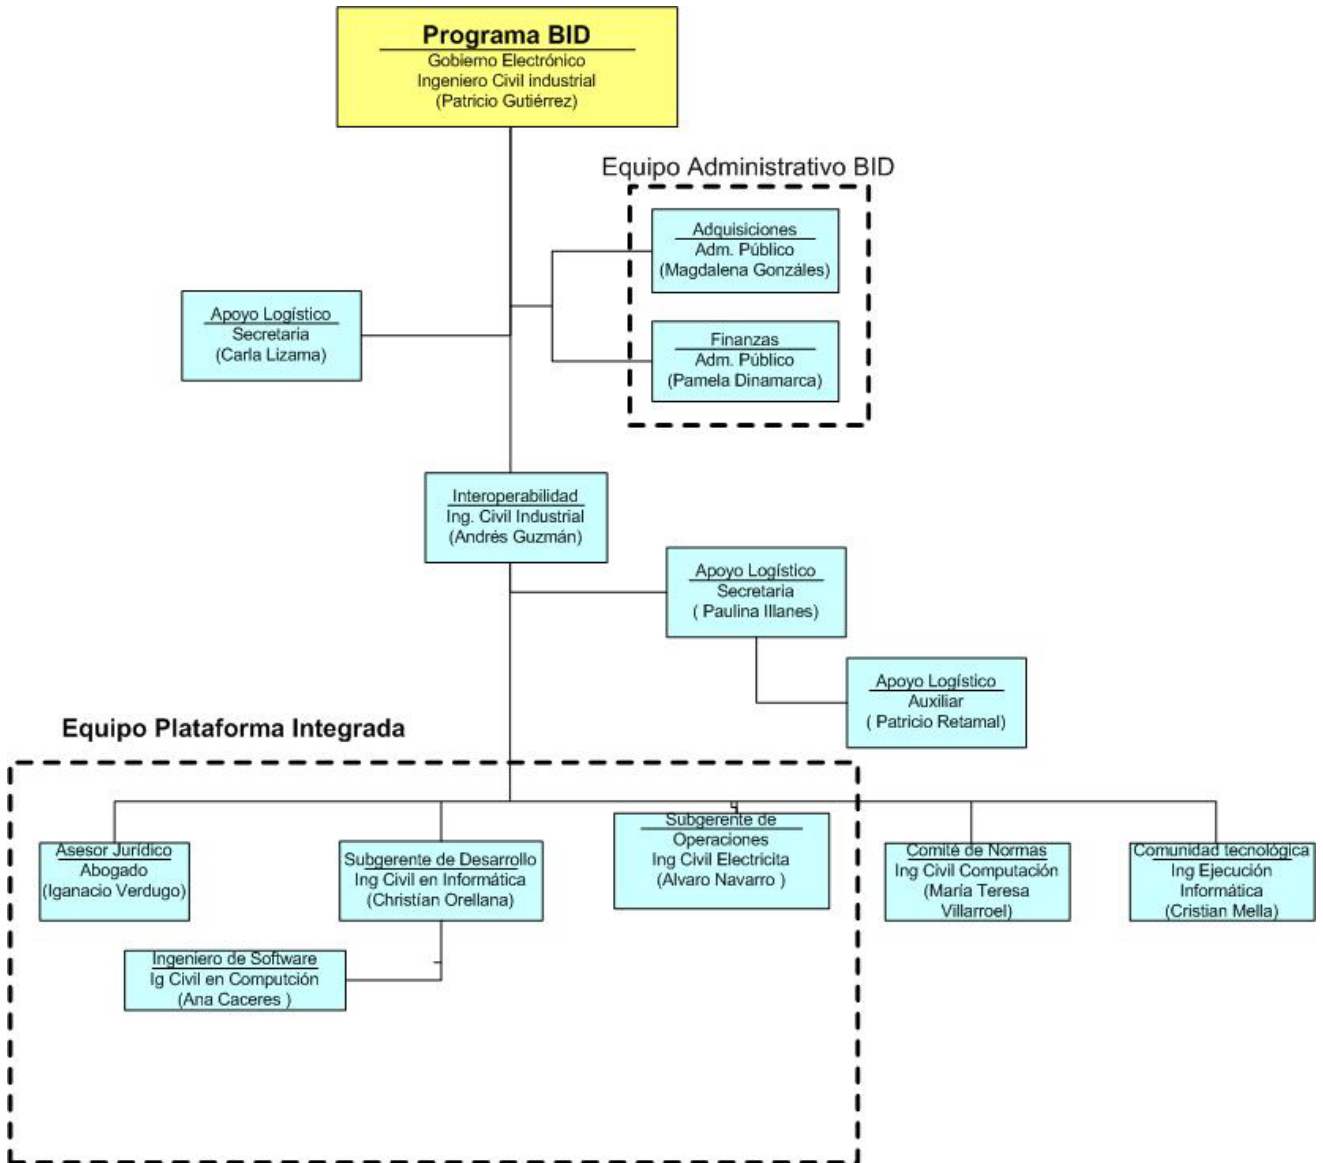 Programa BID
Gobierno Electrónico
Ingeniero Civil industrial
(Patricio Gutiérrez)
Equipo Administrativo BID
Adquisiciones
Adm. Público
(Magdalena Gonzáles)
Apoyo Logístico
Secretaria
(Carla Lizama)
Finanzas
Adm. Público
(Pamela Dinamarca)
Interoperabilidad
Ing. Civil Industrial
(Andrés Guzmán)
Apoyo Logístico
Secretaria
( Paulina Illanes)
Apoyo Logístico
Auxiliar
( Patricio Retamal)
Equipo Plataforma Integrada
Asesor Jurídico
Abogado
(Iganacio Verdugo)
Subgerente de Desarrollo
Ing Civil en Informática
(Christían Orellana)
Subgerente de
Operaciones
Ing Civil Electricita
(Alvaro Navarro )
Comité de Normas
Ing Civil Computación
(María Teresa
Villarroel)
Comunidad tecnológica
Ing Ejecución
Informática
(Cristian Mella)
Ingeniero de Software
Ig Civil en Computción
(Ana Caceres )